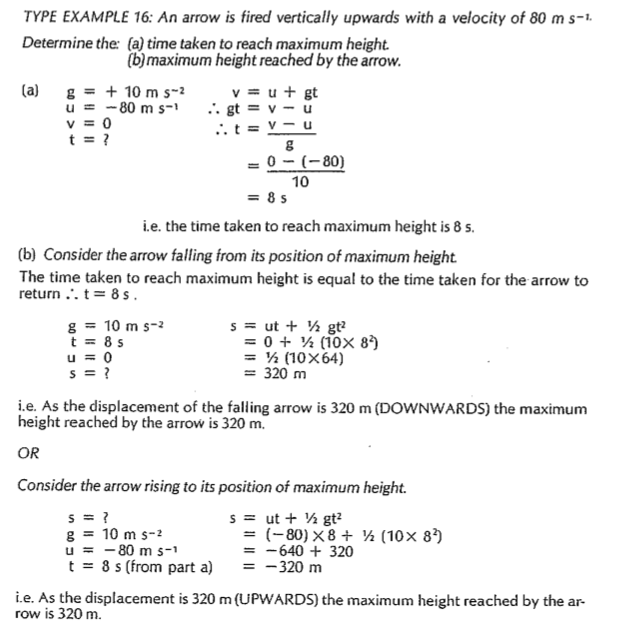 TYPE EXAMPLE 16: An arrow is fired vertically upwards with a velocity of 80 m s⁻¹.
Determine the: (a) time taken to reach maximum height.
(b) maximum height reached by the arrow.
(a) g = + 10 m s⁻² v = u + gt
u = − 80 m s⁻¹ ∴ gt = v − u
v = 0 ∴ t = v − u
t = ? g
= 0 − (−80)
10
= 8 s
i.e. the time taken to reach maximum height is 8 s.
(b) Consider the arrow falling from its position of maximum height.
The time taken to reach maximum height is equal to the time taken for the arrow to
return ∴ t = 8 s.
g = 10 m s⁻² s = ut + ½ gt²
t = 8 s = 0 + ½ (10× 8²)
u = 0 = ½ (10×64)
s = ? = 320 m
i.e. As the displacement of the falling arrow is 320 m (DOWNWARDS) the maximum
height reached by the arrow is 320 m.
OR
Consider the arrow rising to its position of maximum height.
s = ? s = ut + ½ gt²
g = 10 m s⁻² = (−80) × 8 + ½ (10× 8²)
u = − 80 m s⁻¹ = −640 + 320
t = 8 s (from part a) = −320 m
i.e. As the displacement is 320 m (UPWARDS) the maximum height reached by the ar-
row is 320 m.